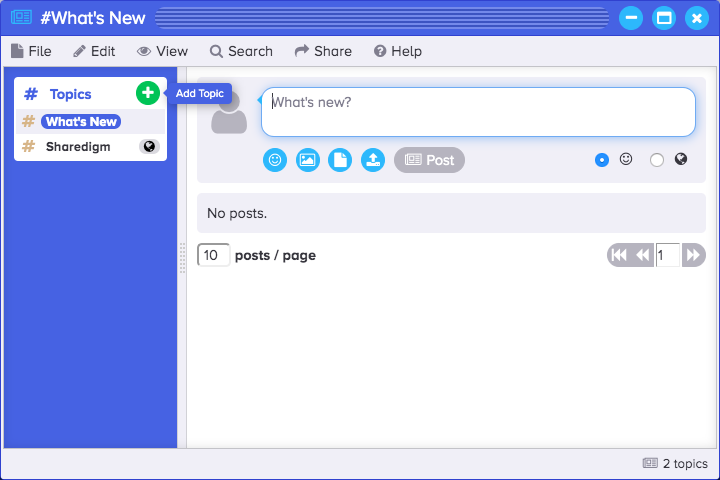 #What's New
File Edit View Search Share Help
# Topics
Add Topic
# What's New
# Sharedigm
What's new?
Post
No posts.
10 posts / page
1
2 topics